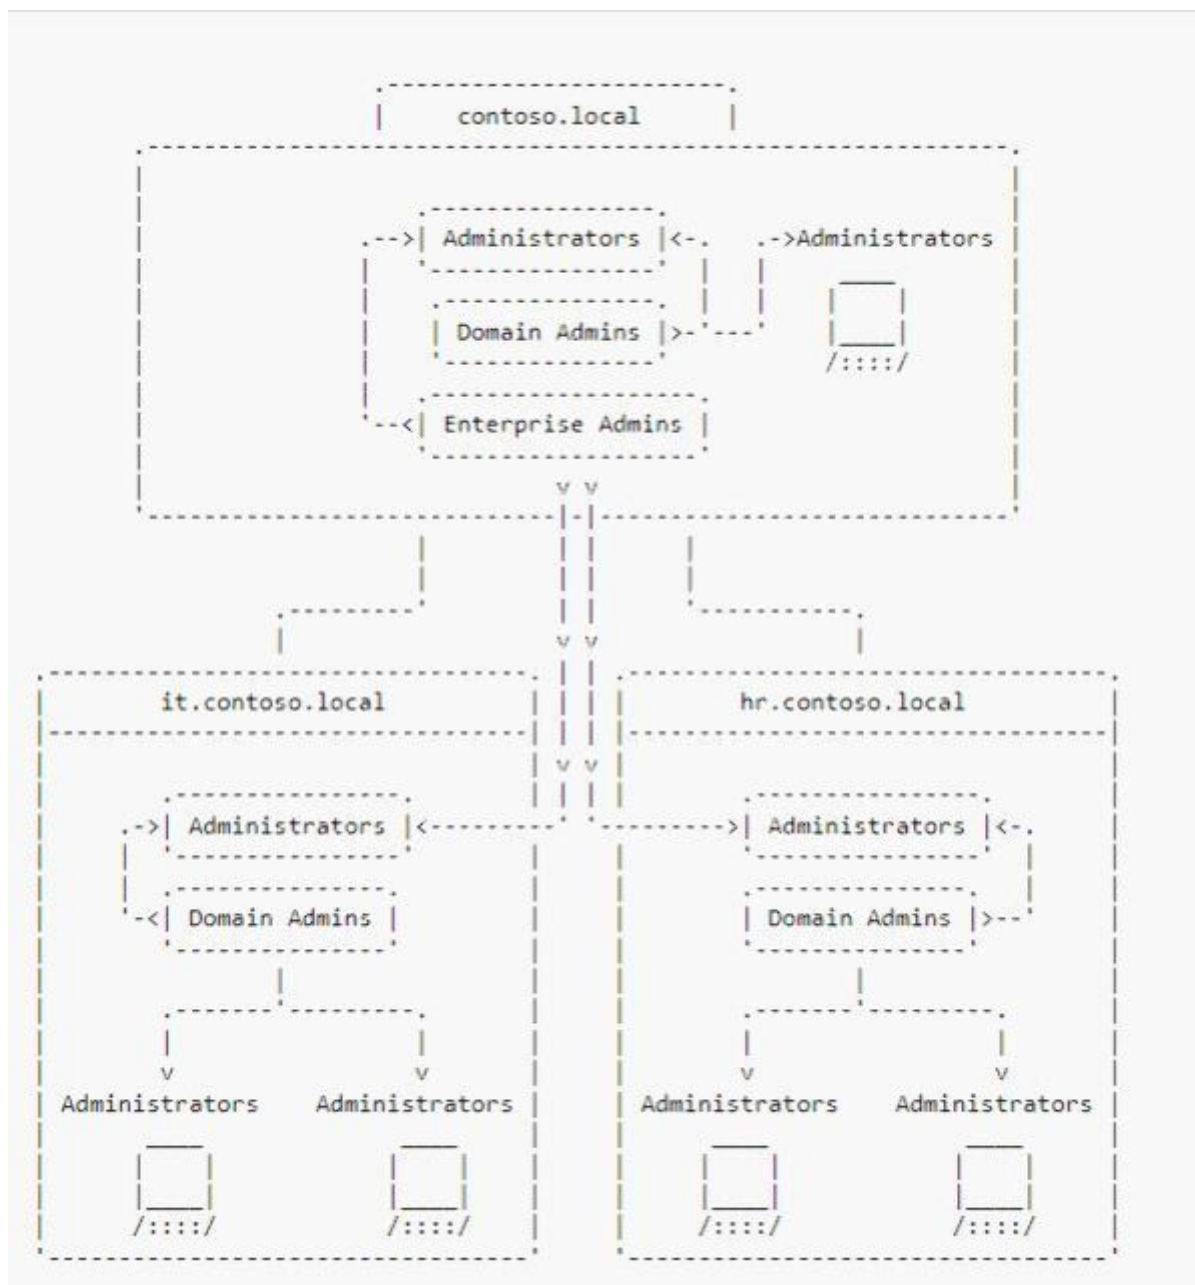 contoso.local
Administrators Administrators
Domain Admins
Enterprise Admins
it.contoso.local hr.contoso.local
Administrators Administrators
Domain Admins Domain Admins
Administrators Administrators Administrators Administrators